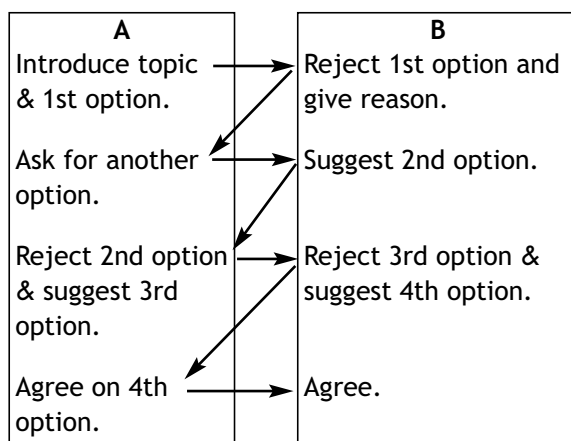 A
Introduce topic
& 1st option.
Ask for another
option.
Reject 2nd option
& suggest 3rd
option.
Agree on 4th
option.
B
Reject 1st option and
give reason.
Suggest 2nd option.
Reject 3rd option &
suggest 4th option.
Agree.